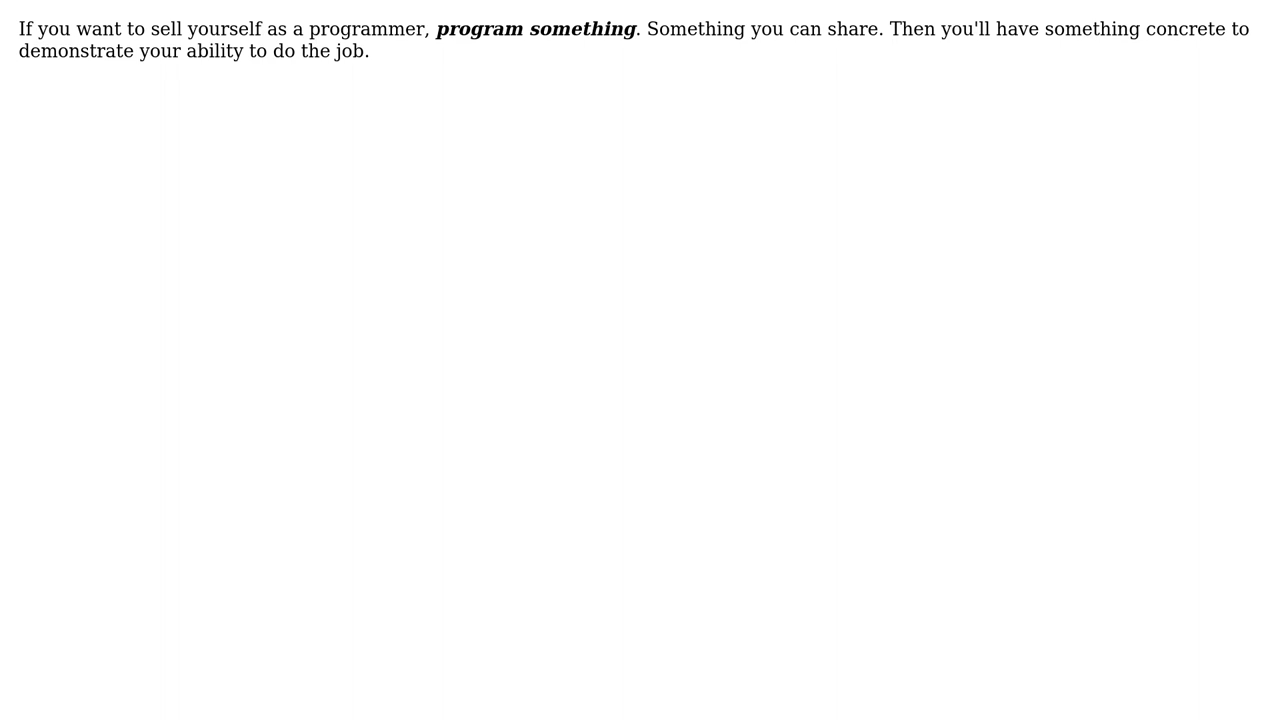 If you want to sell yourself as a programmer, program something. Something you can share. Then you'll have something concrete to
demonstrate your ability to do the job.